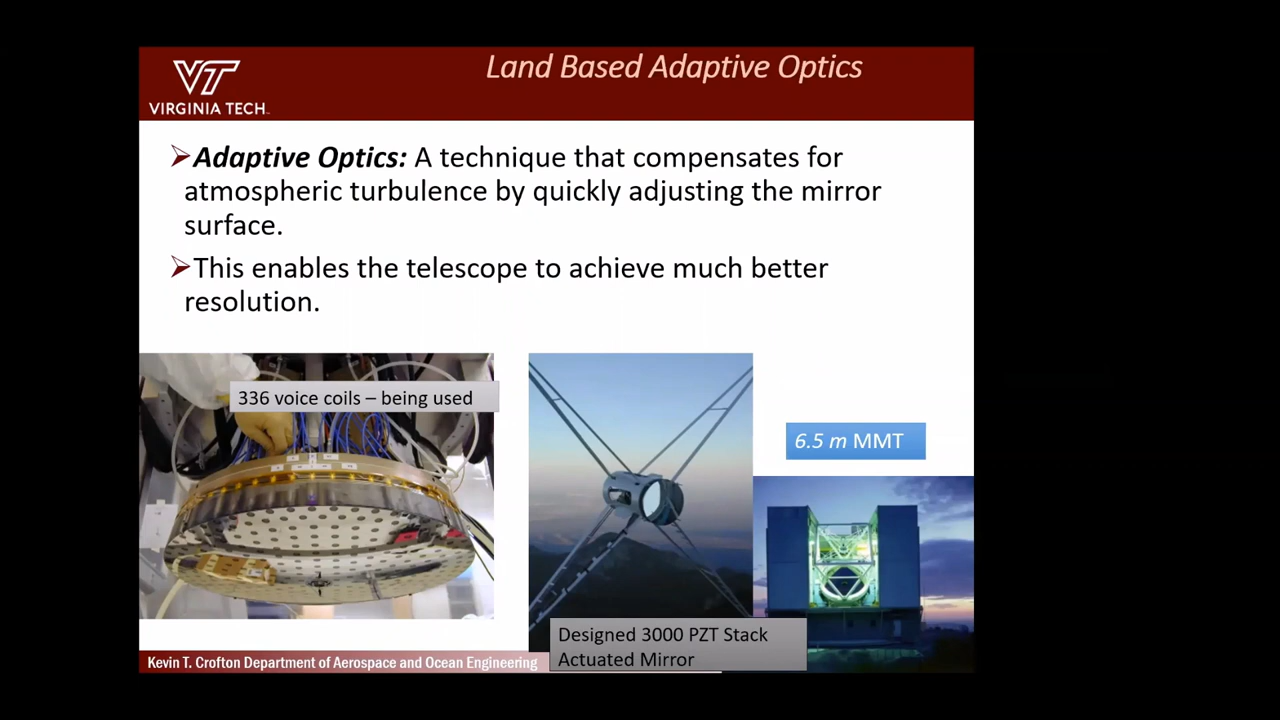 Land Based Adaptive Optics
VT
VIRGINIA TECH
➢Adaptive Optics: A technique that compensates for
atmospheric turbulence by quickly adjusting the mirror
surface.
➢This enables the telescope to achieve much better
resolution.
336 voice coils – being used
6.5 m MMT
Designed 3000 PZT Stack
Actuated Mirror
Kevin T. Crofton Department of Aerospace and Ocean Engineering